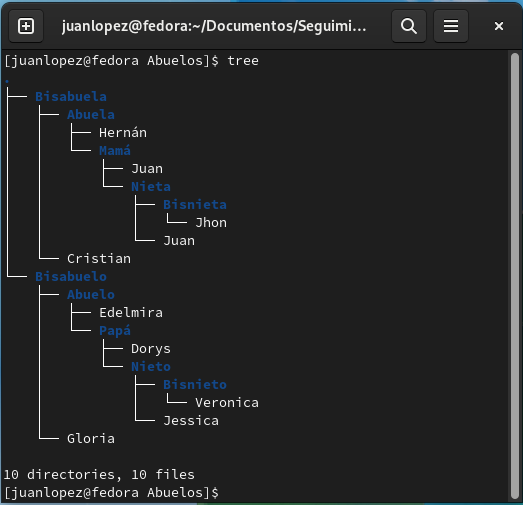 juanlopez@fedora:~/Documentos/Seguimi…
[juanlopez@fedora Abuelos]$ tree
.
├── Bisabuela
│   ├── Abuela
│   │   ├── Hernán
│   │   └── Mamá
│   │       ├── Juan
│   │       └── Nieta
│   │           ├── Bisnieta
│   │           │   └── Jhon
│   │           └── Juan
│   └── Cristian
└── Bisabuelo
    ├── Abuelo
    │   ├── Edelmira
    │   └── Papá
    │       ├── Dorys
    │       └── Nieto
    │           ├── Bisnieto
    │           │   └── Veronica
    │           └── Jessica
    └── Gloria
10 directories, 10 files
[juanlopez@fedora Abuelos]$